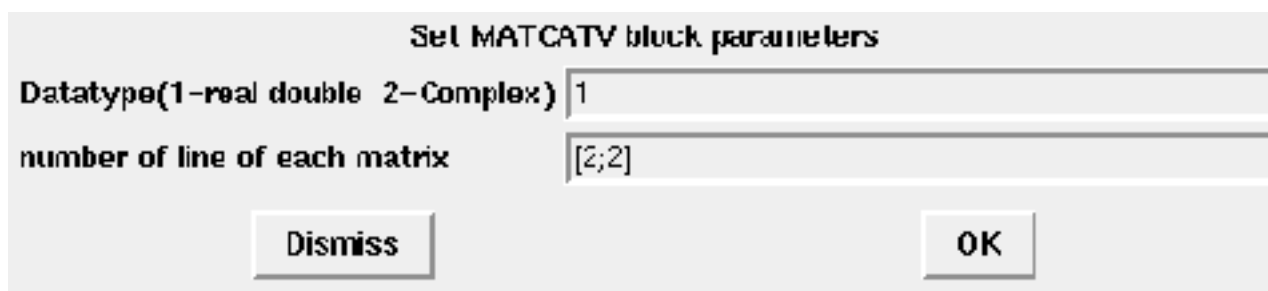 Set MATCATV block parameters
Datatype(1-real double 2-Complex) 1
number of line of each matrix [2;2]
Dismiss OK